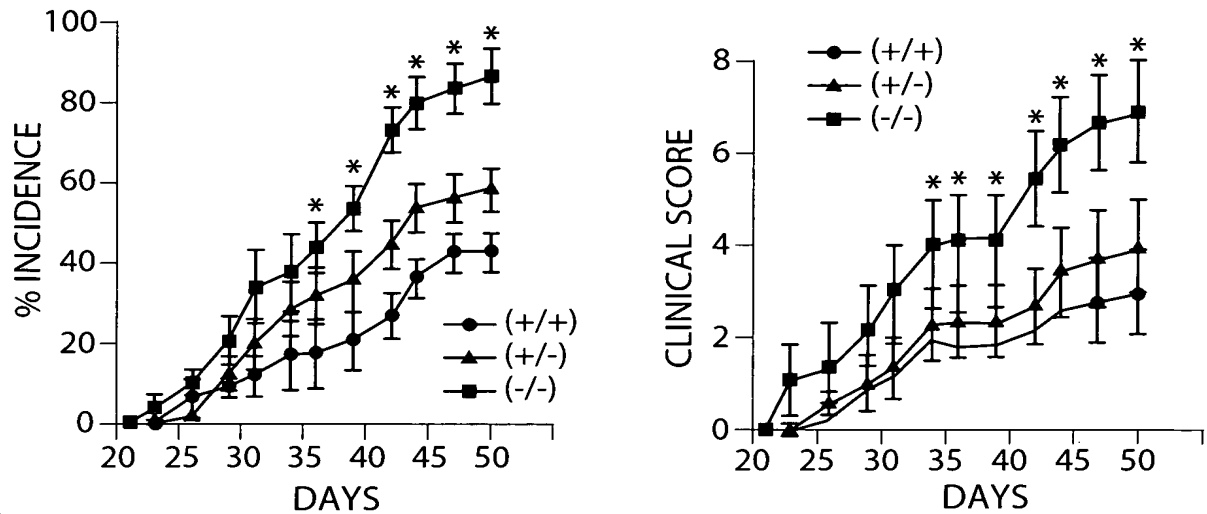 100
80
60
40
20
0
% INCIDENCE
* * * * * *
(+/+)
(+/-)
(-/-)
20 25 30 35 40 45 50
DAYS
8
6
4
2
0
CLINICAL SCORE
(+/+)
(+/-)
(-/-)
* * * * * * *
20 25 30 35 40 45 50
DAYS